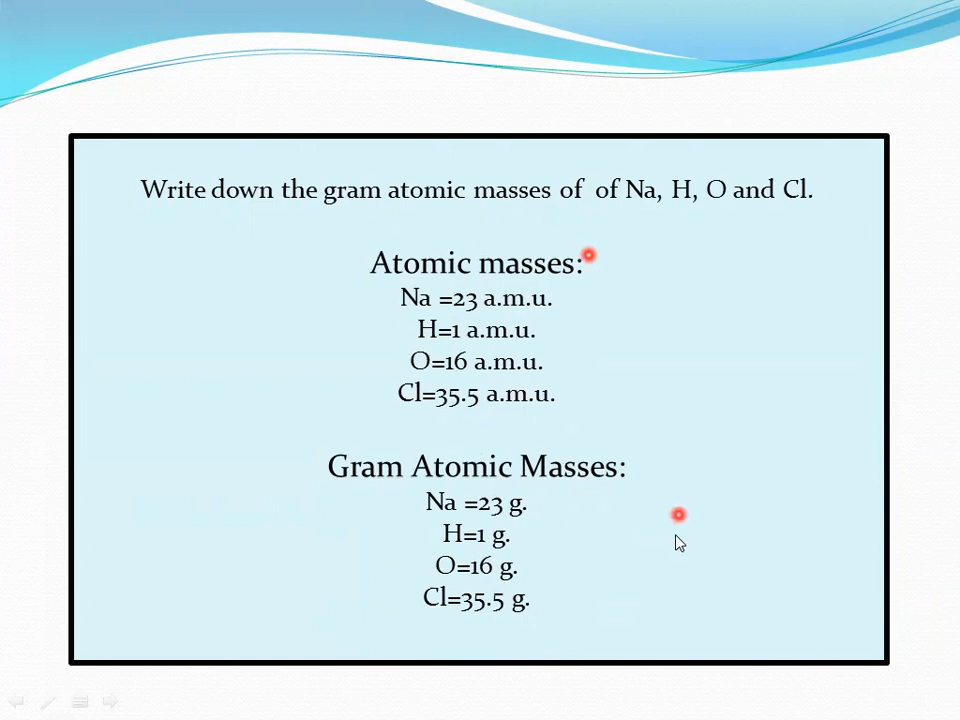 Write down the gram atomic masses of of Na, H, O and Cl.
Atomic masses:
Na =23 a.m.u.
H=1 a.m.u.
O=16 a.m.u.
Cl=35.5 a.m.u.
Gram Atomic Masses:
Na =23 g.
H=1 g.
O=16 g.
Cl=35.5 g.